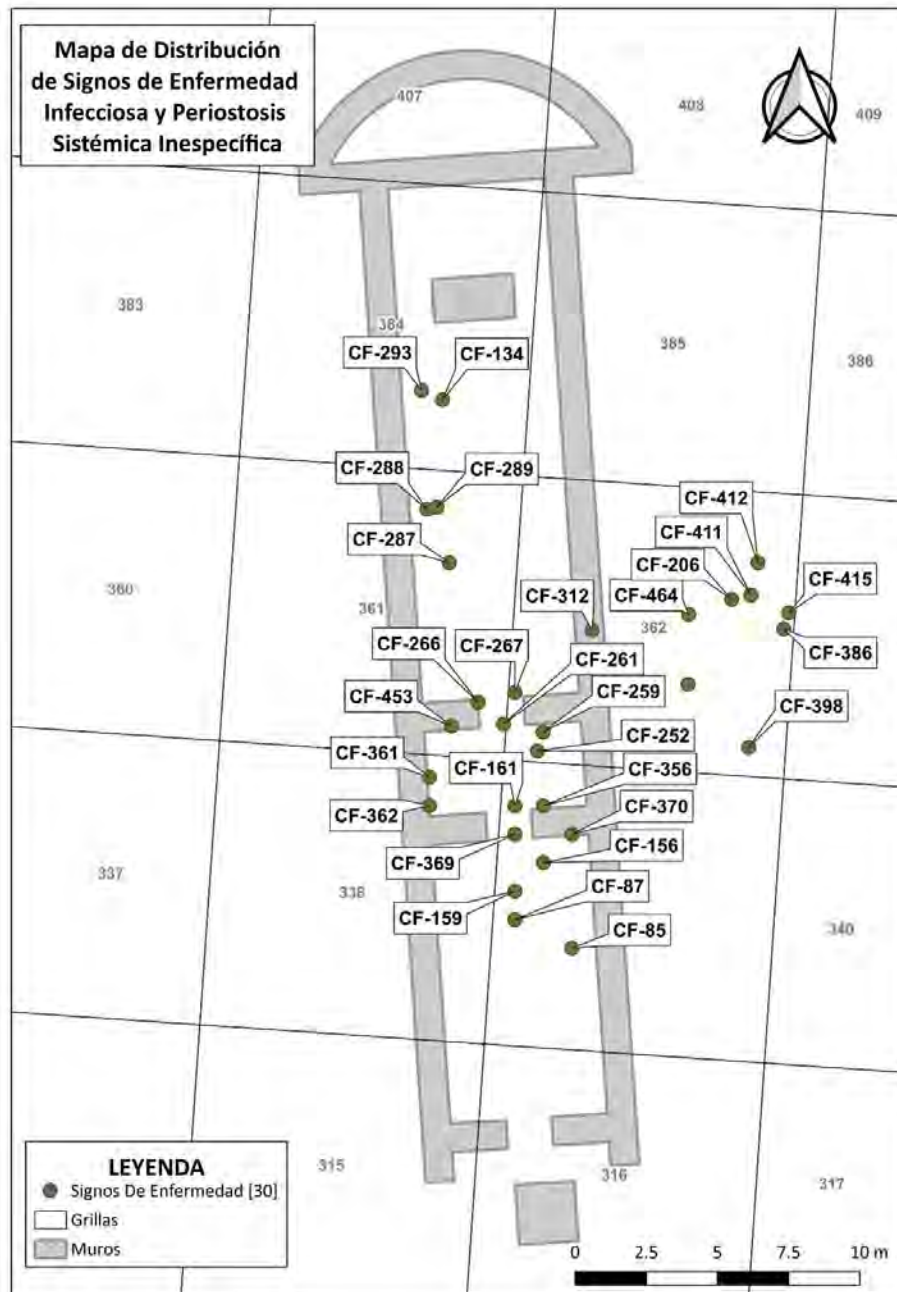 Mapa de Distribución
de Signos de Enfermedad
Infecciosa y Periostosis
Sistémica Inespecífica
407
408
409
383
384
385
386
CF-293
CF-134
CF-288
CF-289
CF-287
CF-412
CF-411
CF-206
CF-464
CF-415
CF-386
CF-398
CF-312
360
361
362
CF-266
CF-267
CF-261
CF-453
CF-259
CF-252
CF-361
CF-161
CF-356
CF-362
CF-370
CF-369
CF-156
337
338
340
CF-159
CF-87
CF-85
315
316
317
LEYENDA
Signos De Enfermedad [30]
Grillas
Muros
0 2.5 5 7.5 10 m